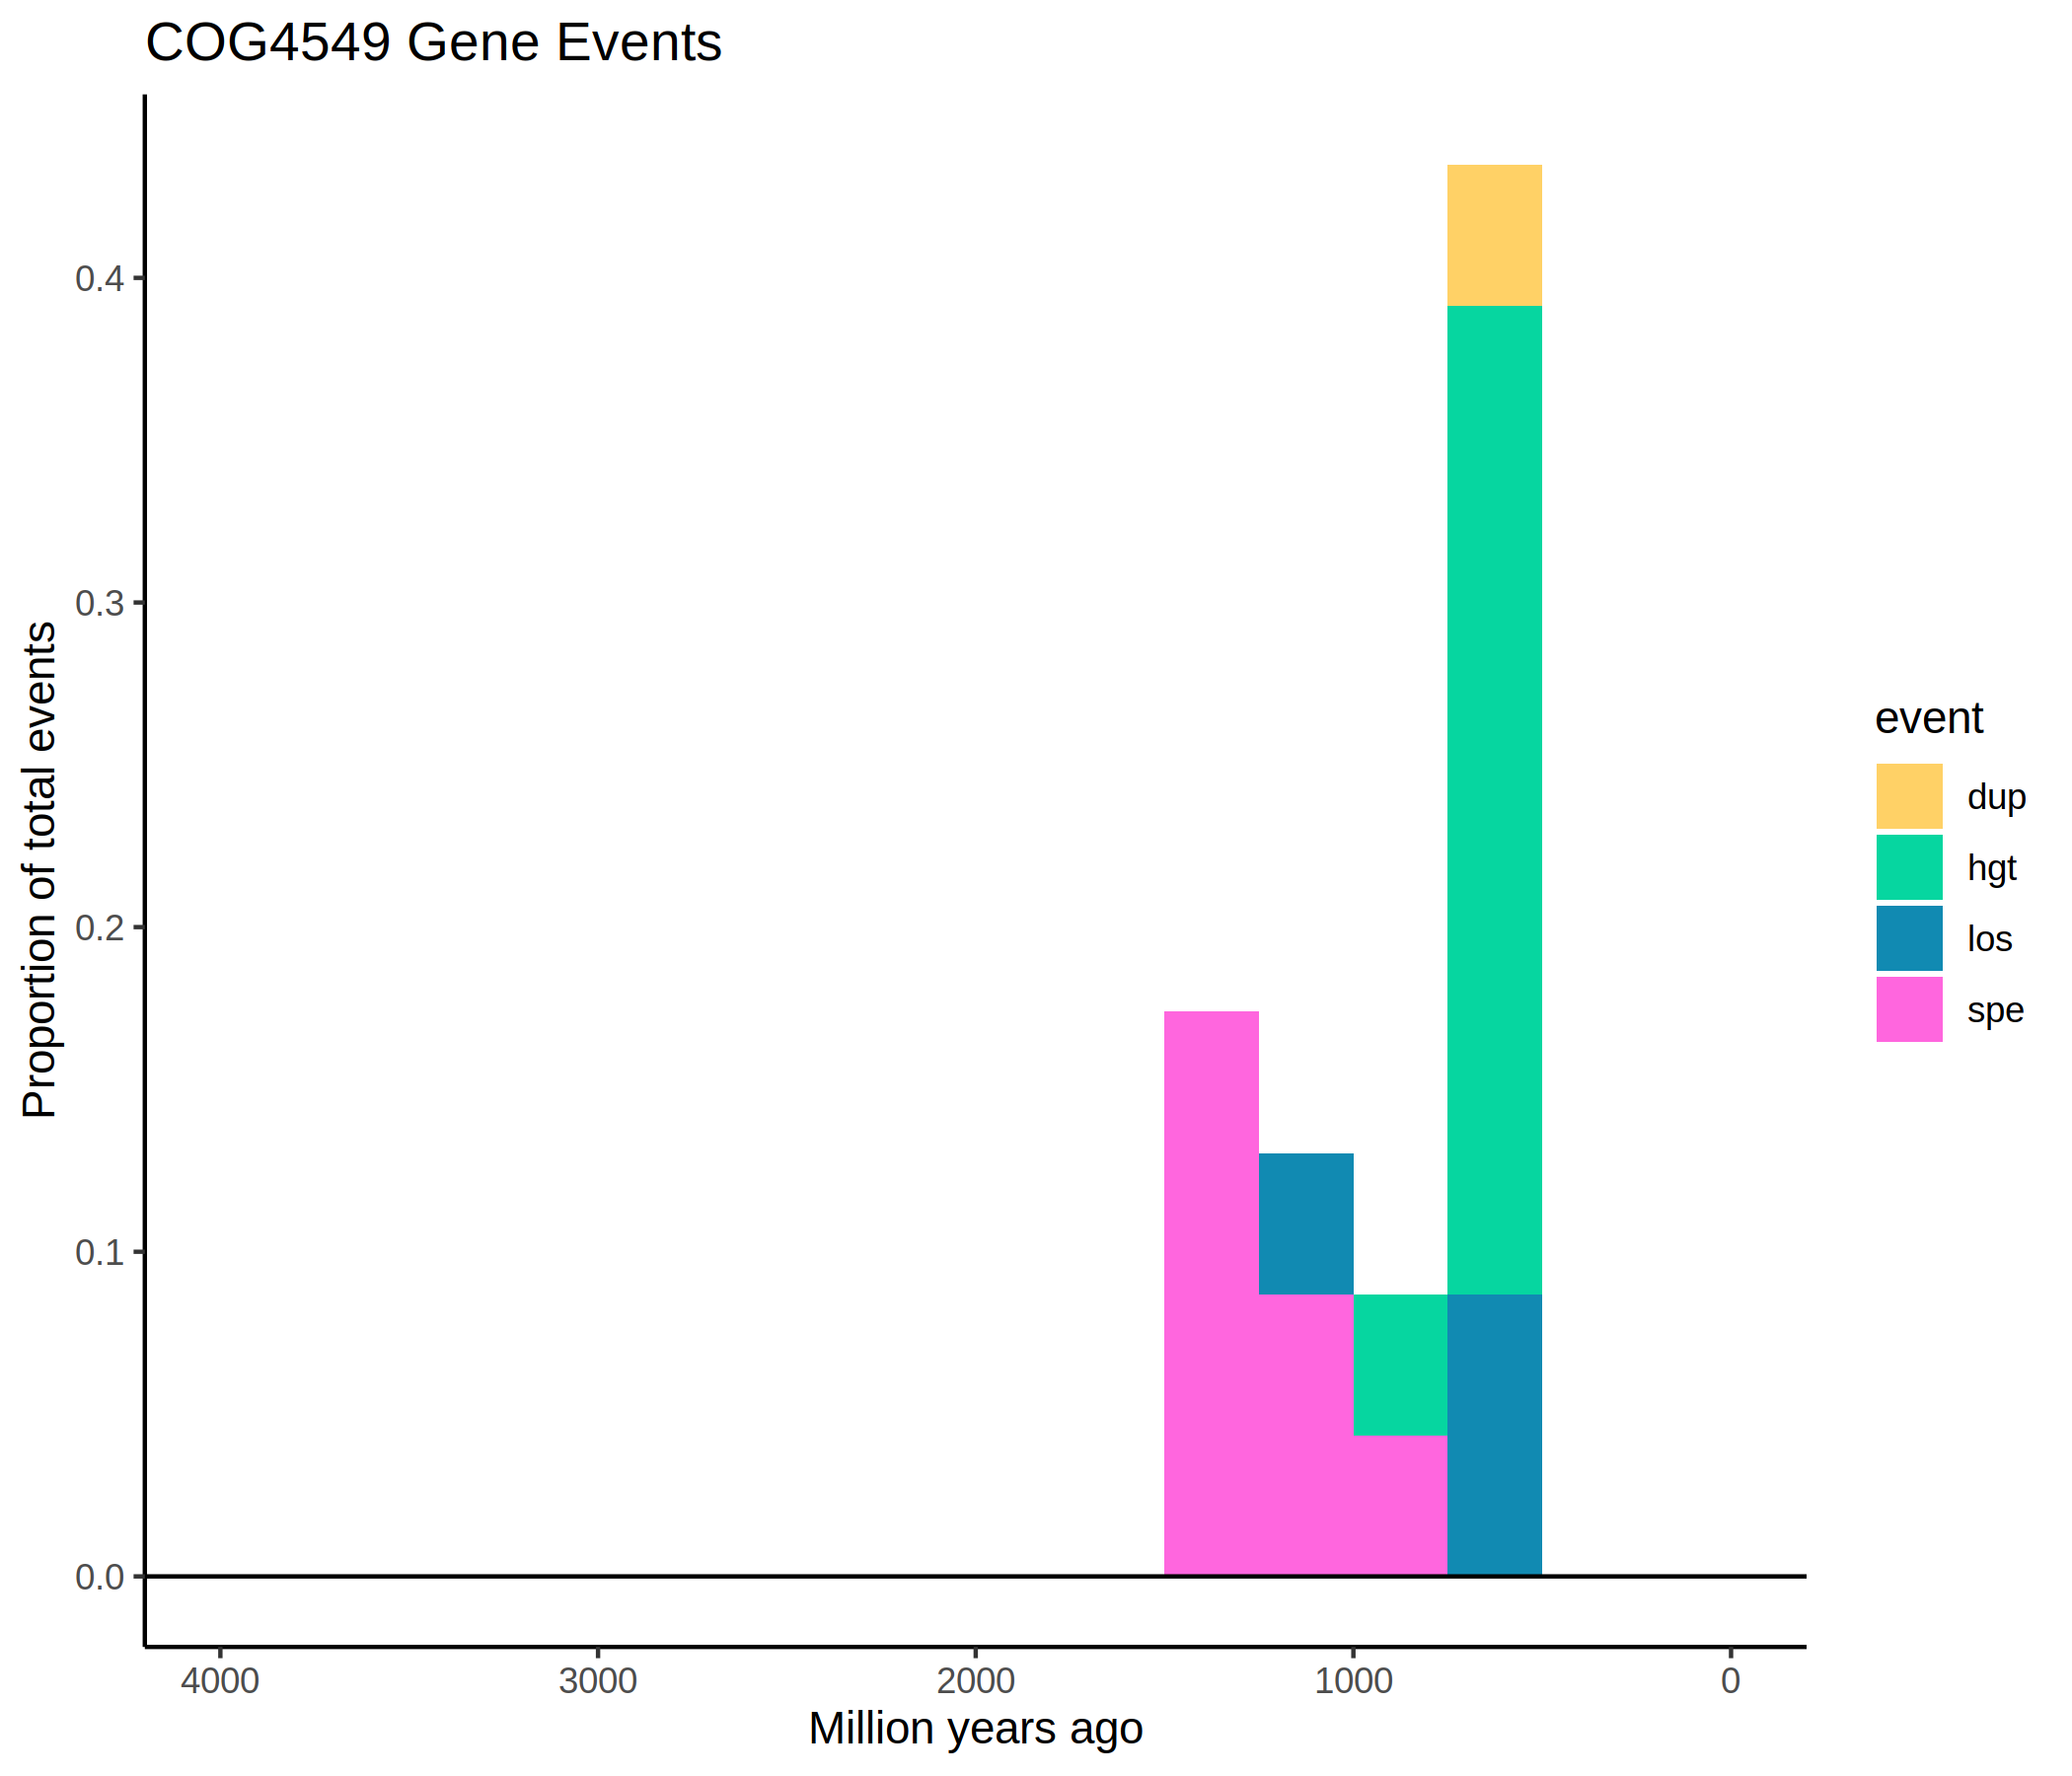 COG4549 Gene Events
Proportion of total events
0.4
0.3
0.2
0.1
0.0
4000 3000 2000 1000 0
Million years ago
event
dup
hgt
los
spe